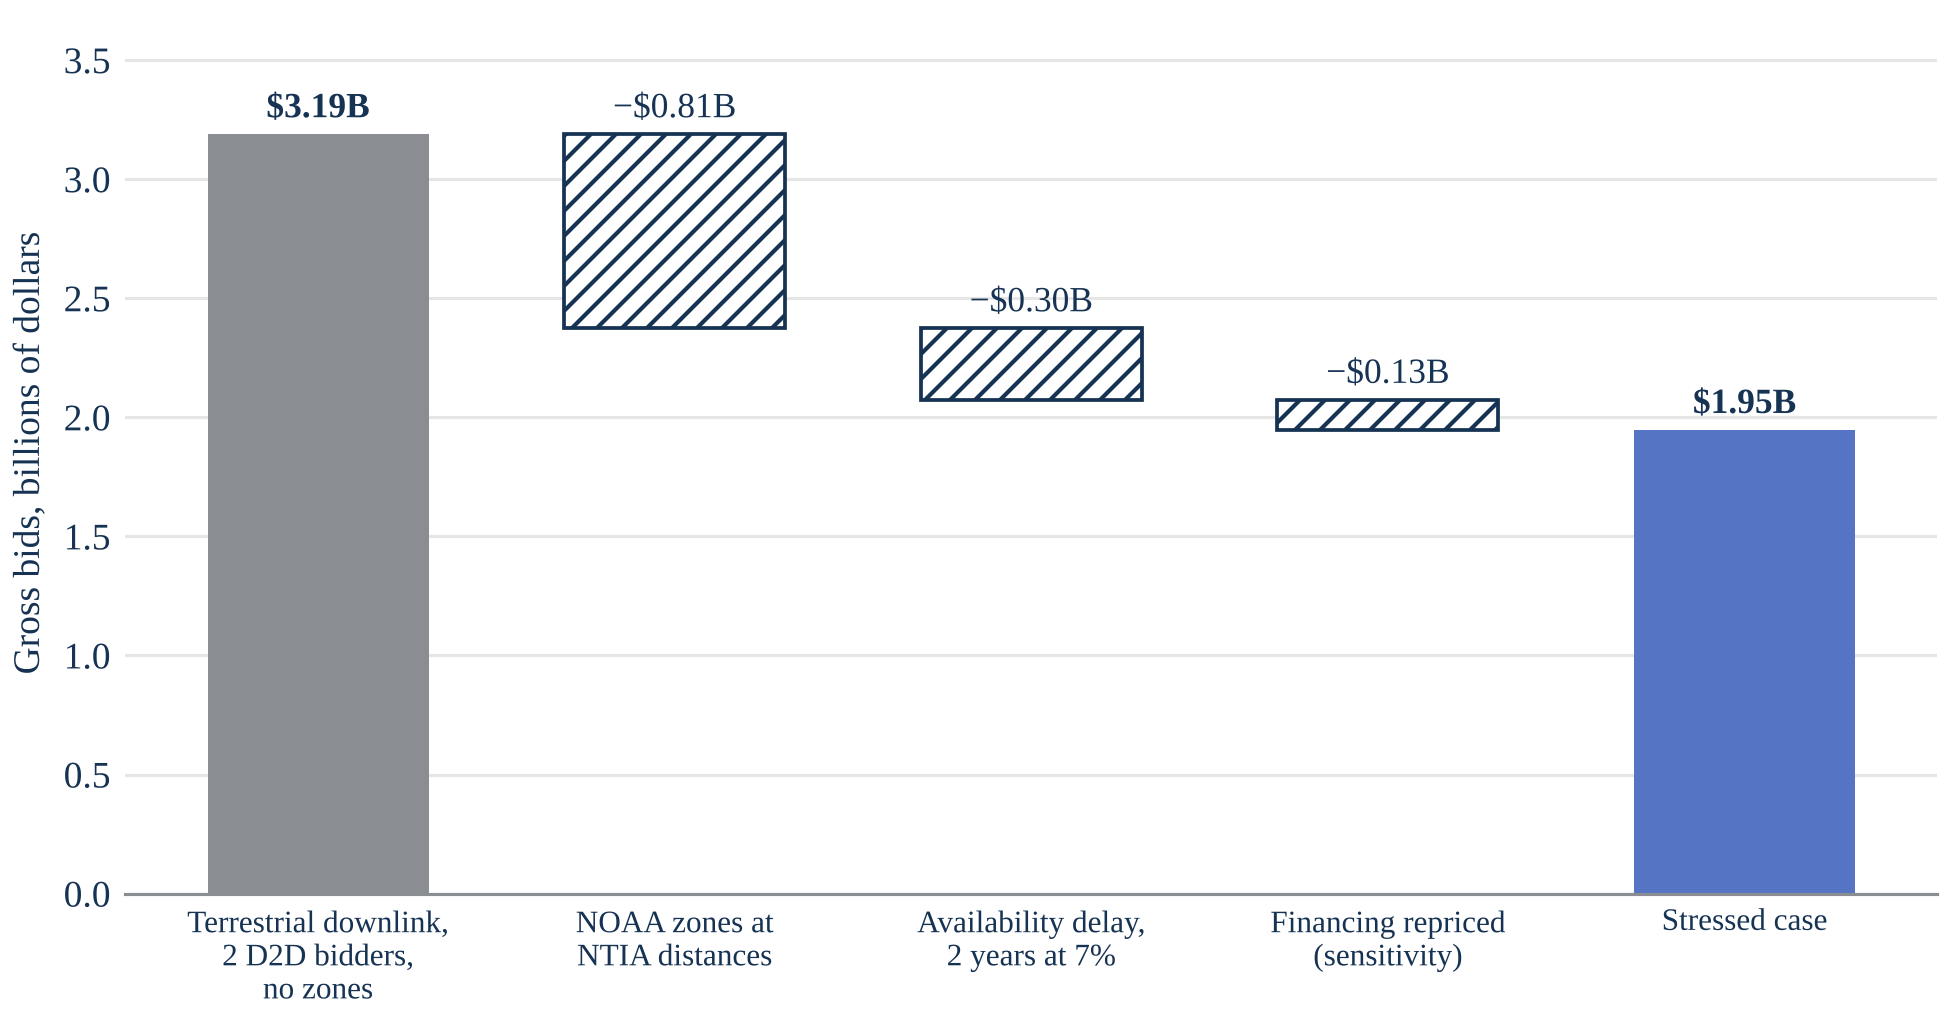 Gross bids, billions of dollars
3.5
3.0
2.5
2.0
1.5
1.0
0.5
0.0
$3.19B
−$0.81B
−$0.30B
−$0.13B
$1.95B
Terrestrial downlink,
2 D2D bidders,
no zones
NOAA zones at
NTIA distances
Availability delay,
2 years at 7%
Financing repriced
(sensitivity)
Stressed case